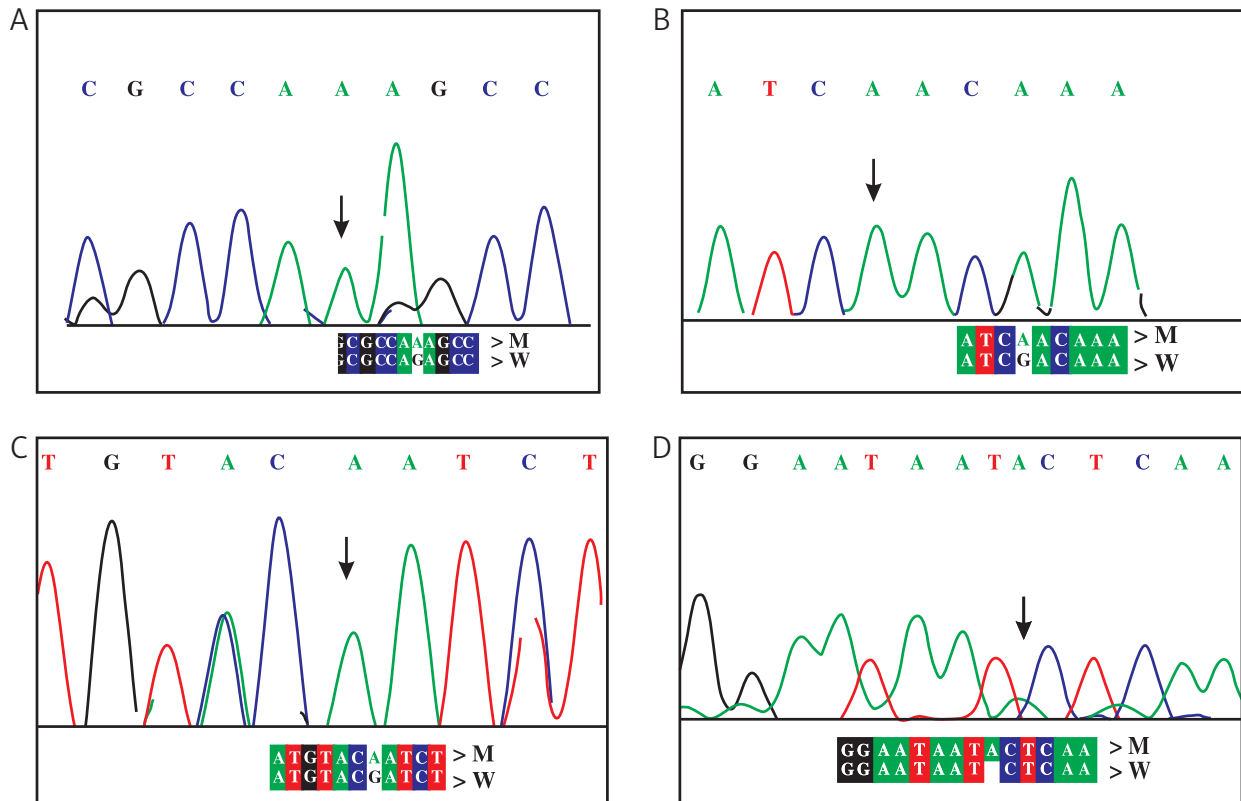 A
C G C C A A A G C C
GCGCCAAAGCC > M
GCGCCAGAGCC > W
B
A T C A A C A A A
ATCAACAAA > M
ATCGACAAA > W
C
T G T A C A A T C T
ATGTACAATCT > M
ATGTACGATCT > W
D
G G A A T A A T A C T C A A
GGAATAATACTCAA > M
GGAATAAT CTCAA > W